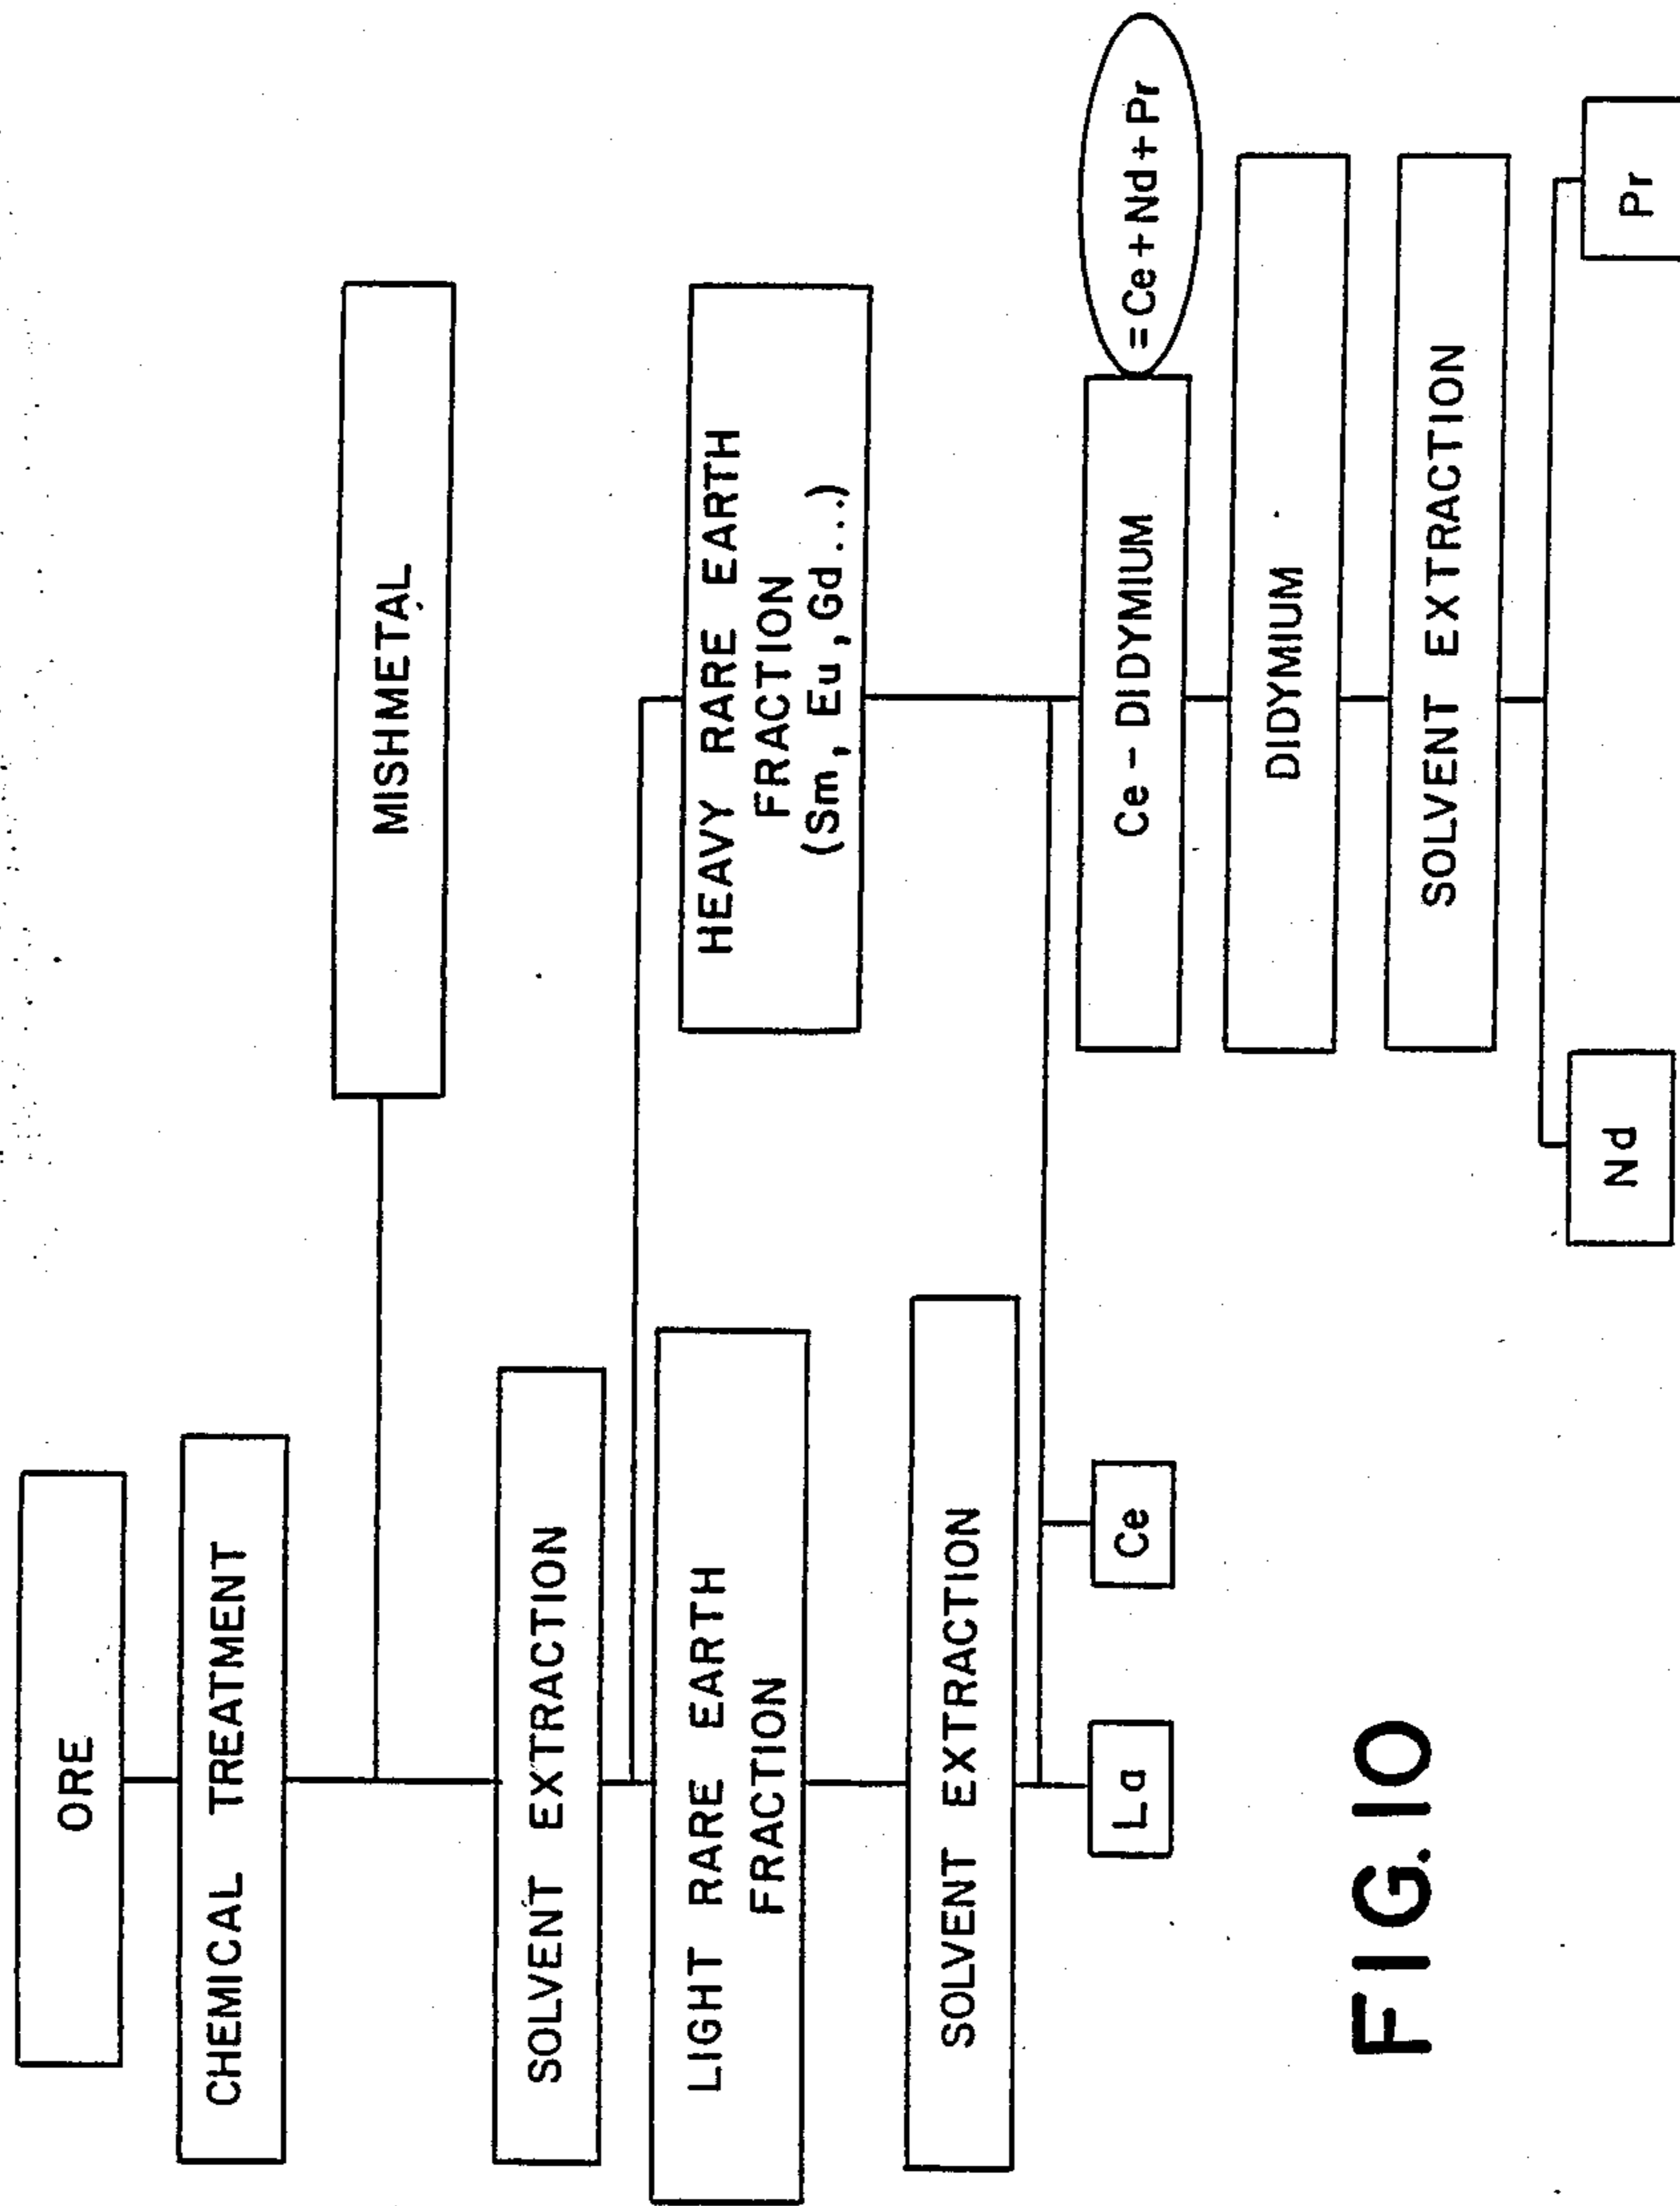 ORE
CHEMICAL TREATMENT
MISHMETAL
SOLVENT EXTRACTION
LIGHT RARE EARTH
FRACTION
HEAVY RARE EARTH
FRACTION
(Sm, Eu, Gd...)
SOLVENT EXTRACTION
La
Ce
Ce-DIDYMIUM
=Ce+Nd+Pr
DIDYMIUM
SOLVENT EXTRACTION
Nd
Pr
FIG.10